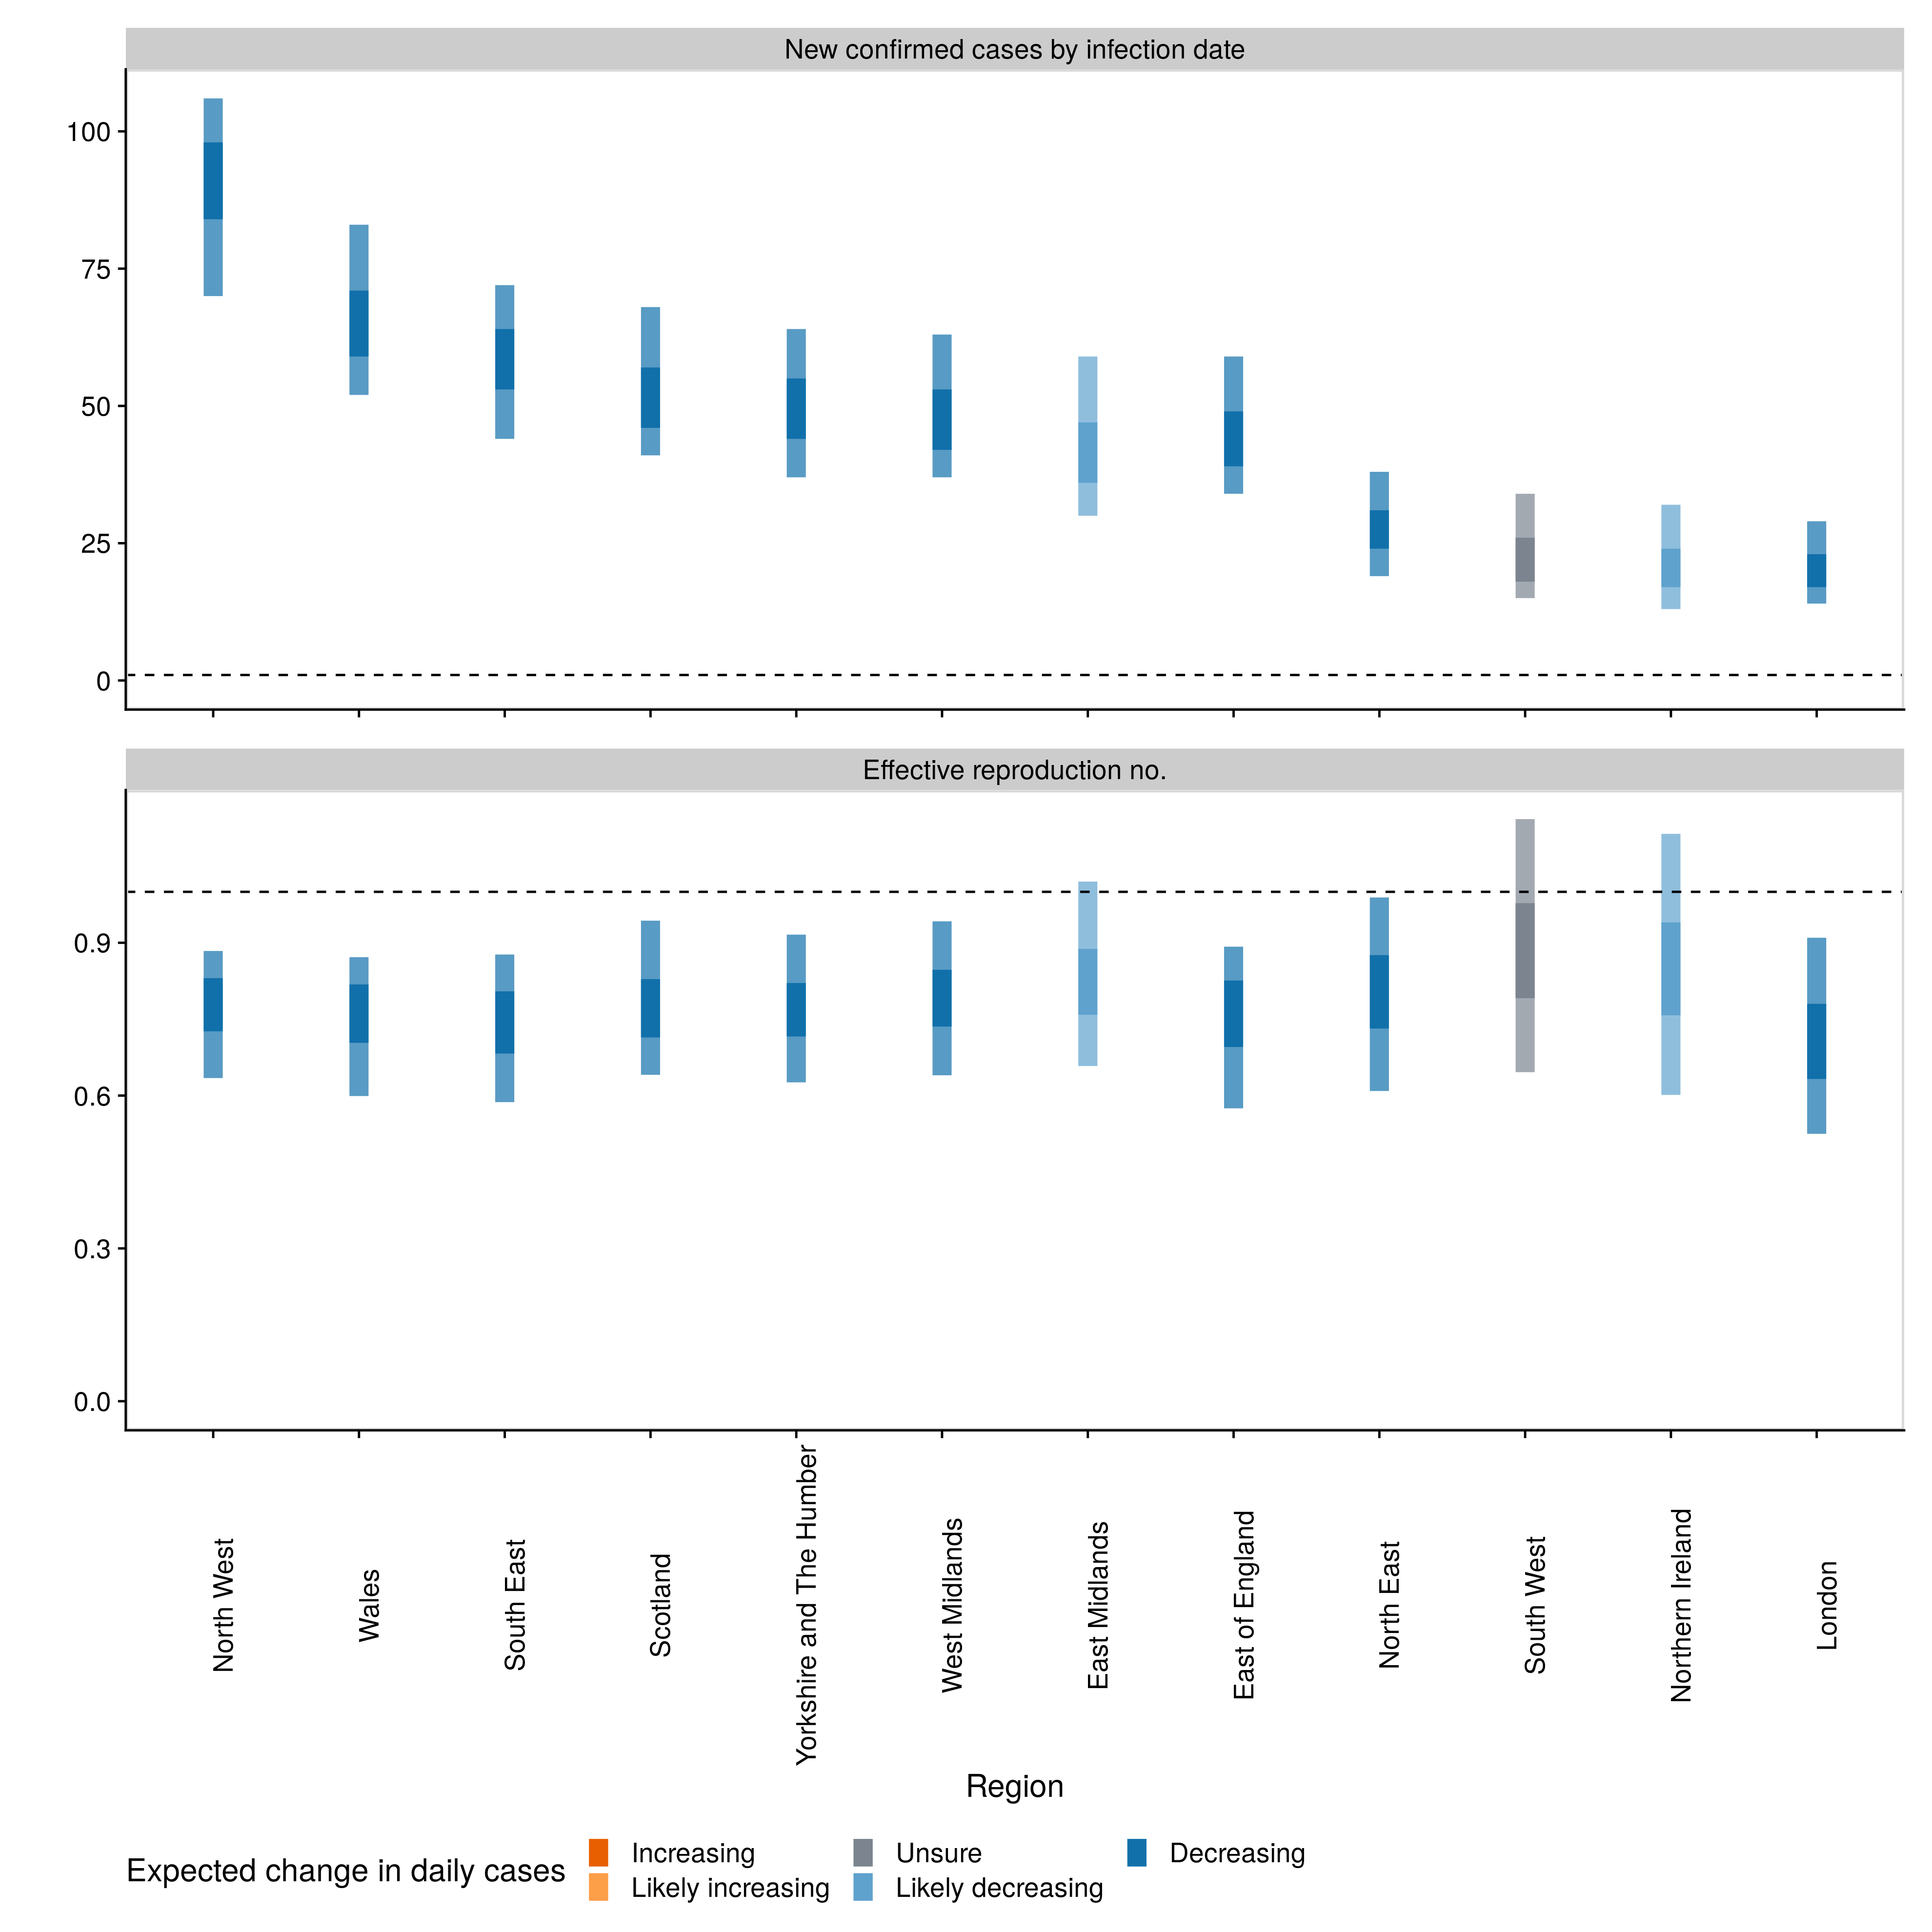 New confirmed cases by infection date
100
75
50
25
0
Effective reproduction no.
0.9
0.6
0.3
0.0
North West
Wales
South East
Scotland
Yorkshire and The Humber
West Midlands
East Midlands
East of England
North East
South West
Northern Ireland
London
Region
Expected change in daily cases
Increasing
Likely increasing
Unsure
Likely decreasing
Decreasing